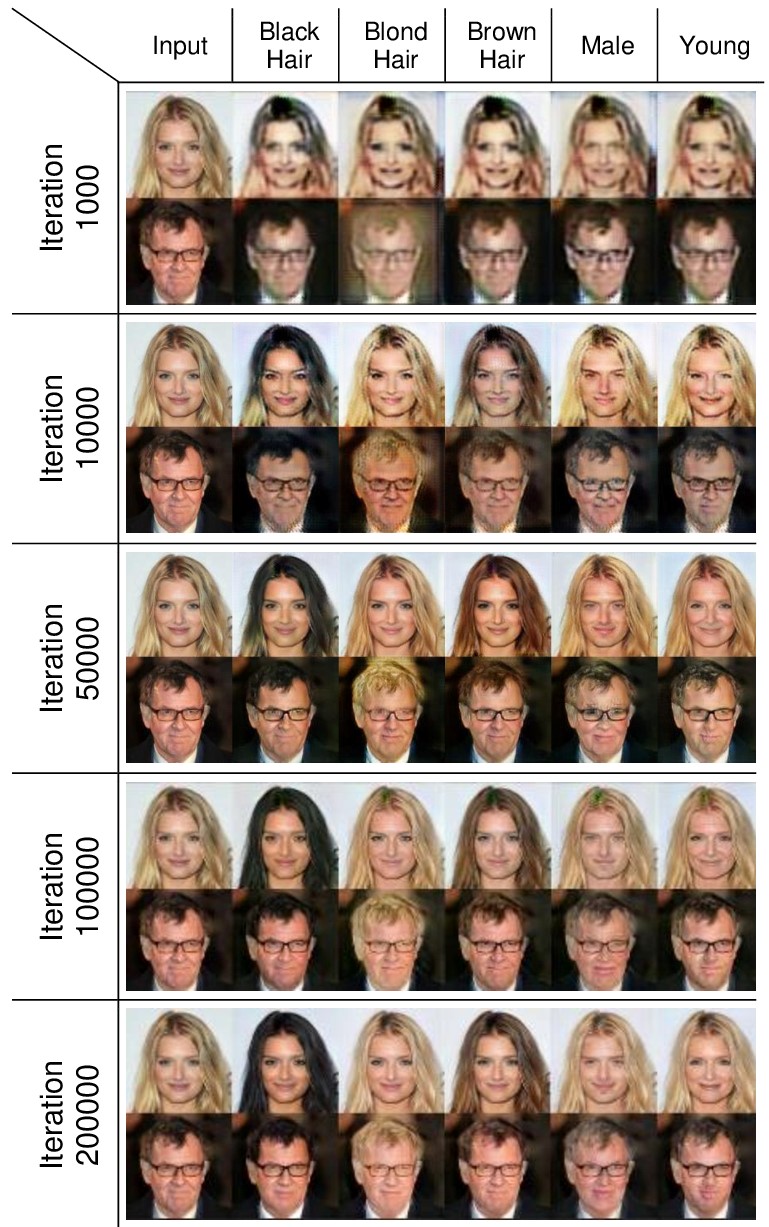 Input
Black
Hair
Blond
Hair
Brown
Hair
Male
Young
Iteration
1000
Iteration
10000
Iteration
50000
Iteration
100000
Iteration
200000